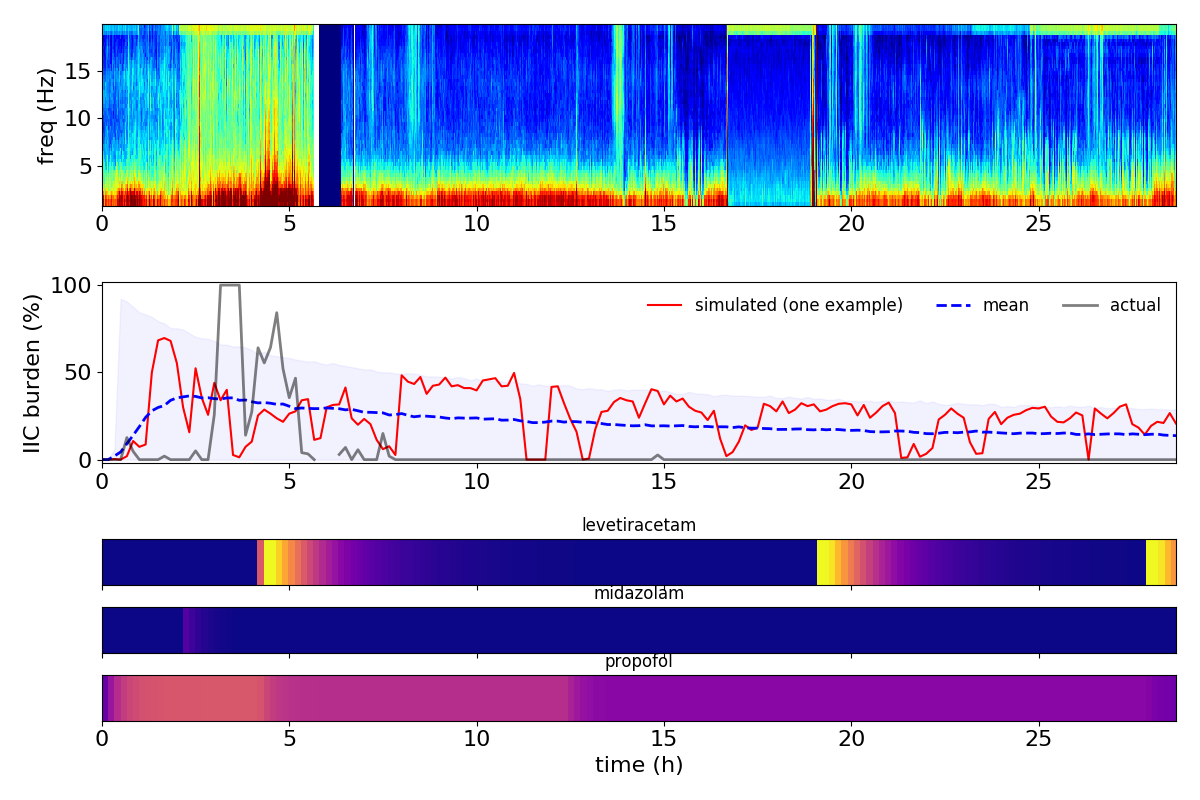 freq (Hz)
15
10
5
0 5 10 15 20 25
IIC burden (%)
100
50
0
simulated (one example) mean actual
0 5 10 15 20 25
levetiracetam
midazolam
propofol
0 5 10 15 20 25
time (h)